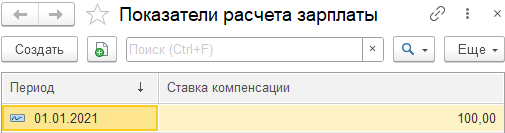 Показатели расчета зарплаты
Создать Поиск (Ctrl+F) × Еще
Период ↓ Ставка компенсации
01.01.2021 100,00